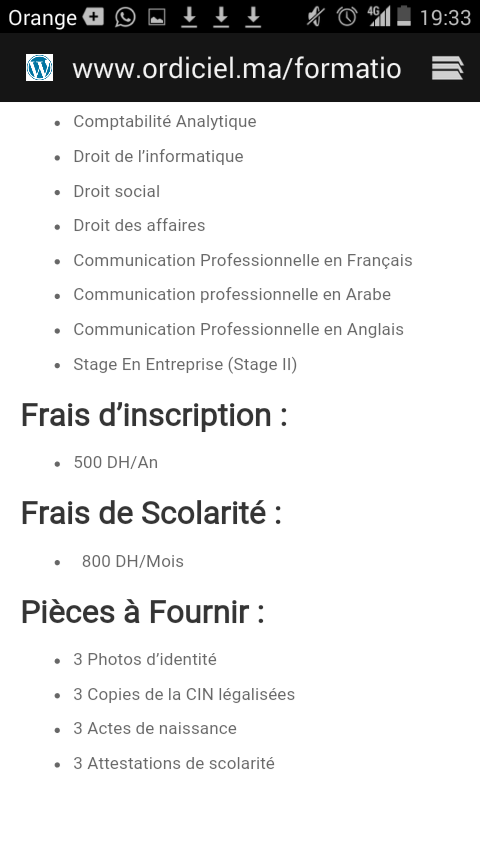 Orange 4G 19:33
www.ordiciel.ma/formatio
• Comptabilité Analytique
• Droit de l’informatique
• Droit social
• Droit des affaires
• Communication Professionnelle en Français
• Communication professionnelle en Arabe
• Communication Professionnelle en Anglais
• Stage En Entreprise (Stage II)
Frais d’inscription :
• 500 DH/An
Frais de Scolarité :
• 800 DH/Mois
Pièces à Fournir :
• 3 Photos d’identité
• 3 Copies de la CIN légalisées
• 3 Actes de naissance
• 3 Attestations de scolarité